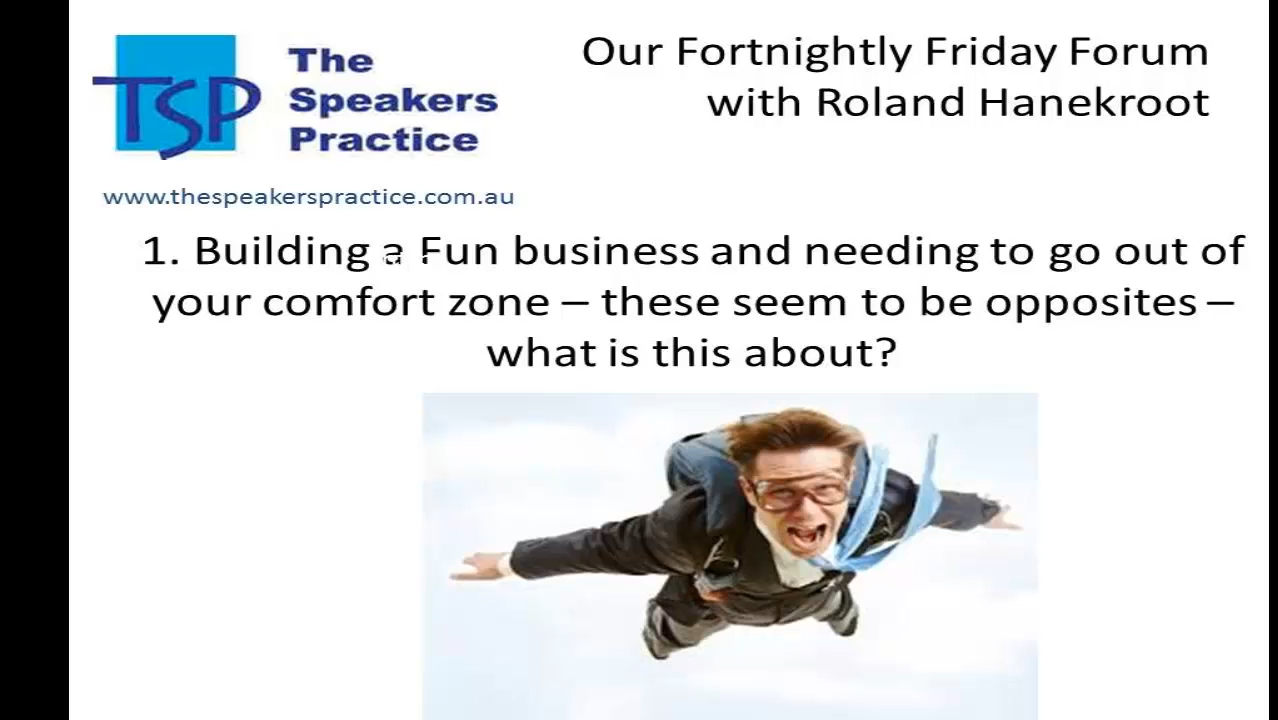 TSP
The
Speakers
Practice
Our Fortnightly Friday Forum
with Roland Hanekroot
www.thespeakerspractice.com.au
1. Building a Fun business and needing to go out of
your comfort zone – these seem to be opposites –
what is this about?